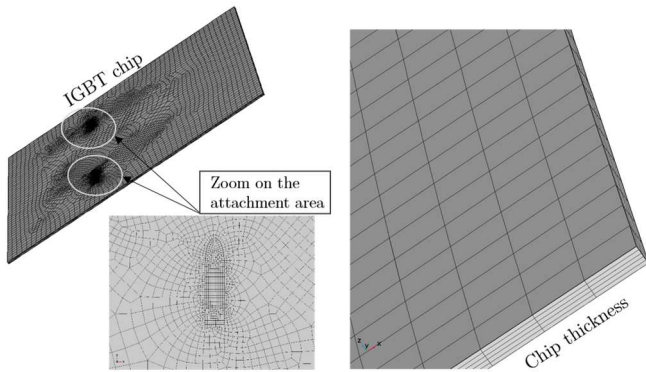 IGBT chip
Zoom on the
attachment area
Chip thickness
z
y
x